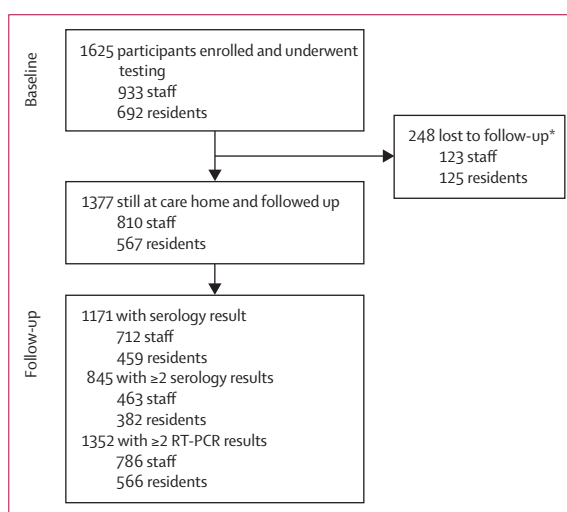 Baseline
1625 participants enrolled and underwent
testing
933 staff
692 residents
248 lost to follow-up*
123 staff
125 residents
1377 still at care home and followed up
810 staff
567 residents
Follow-up
1171 with serology result
712 staff
459 residents
845 with ≥2 serology results
463 staff
382 residents
1352 with ≥2 RT-PCR results
786 staff
566 residents